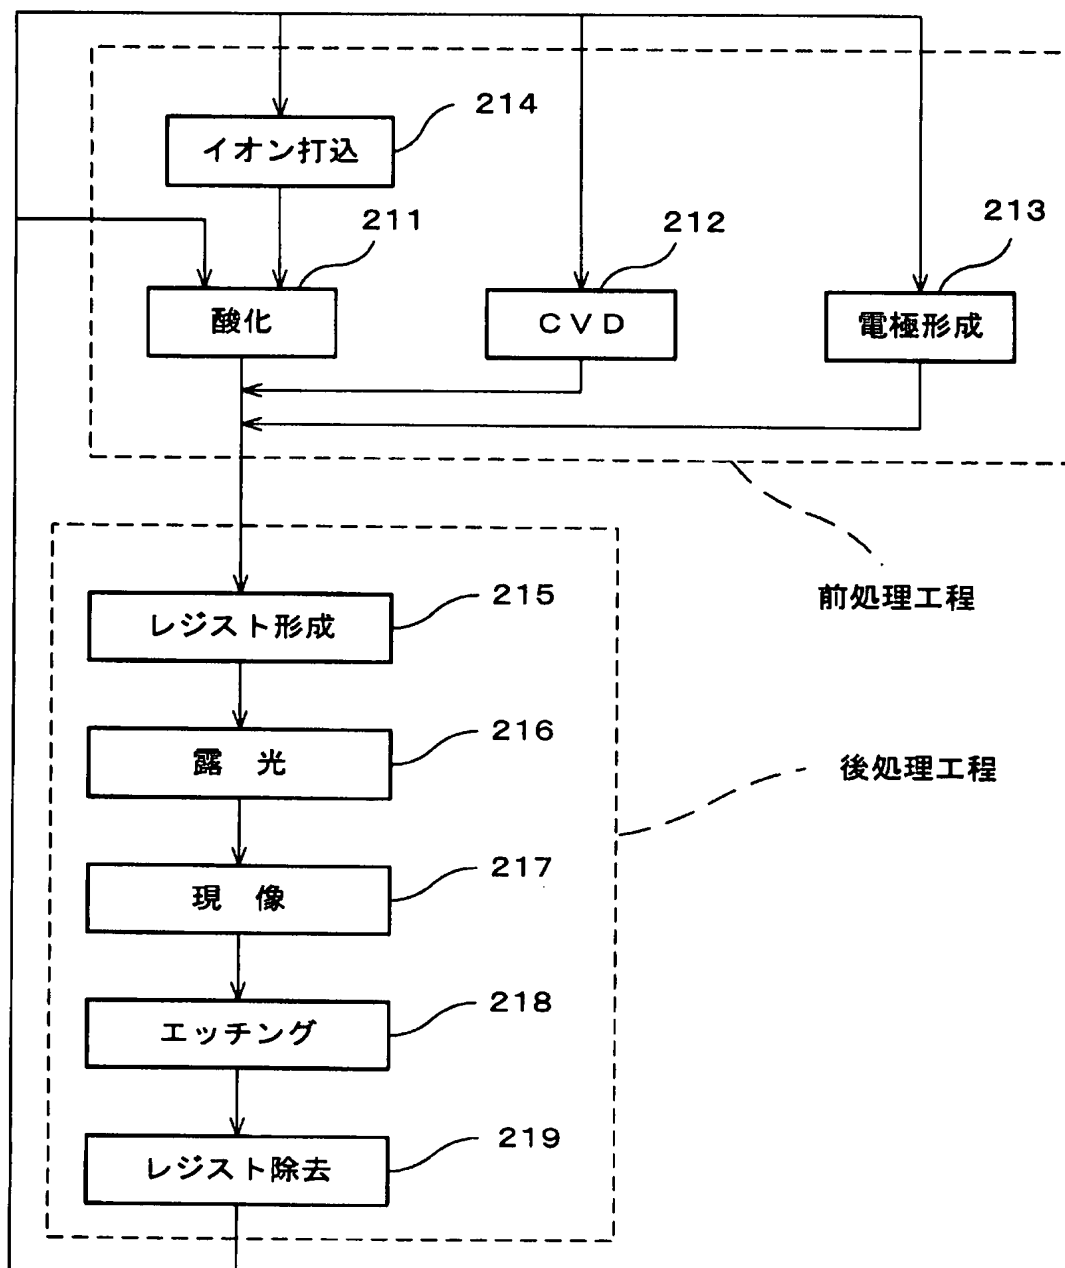 214
イオン打込
211
212
213
酸化
CVD
電極形成
前処理工程
215
レジスト形成
216
露 光
後処理工程
217
現 像
218
エッチング
219
レジスト除去